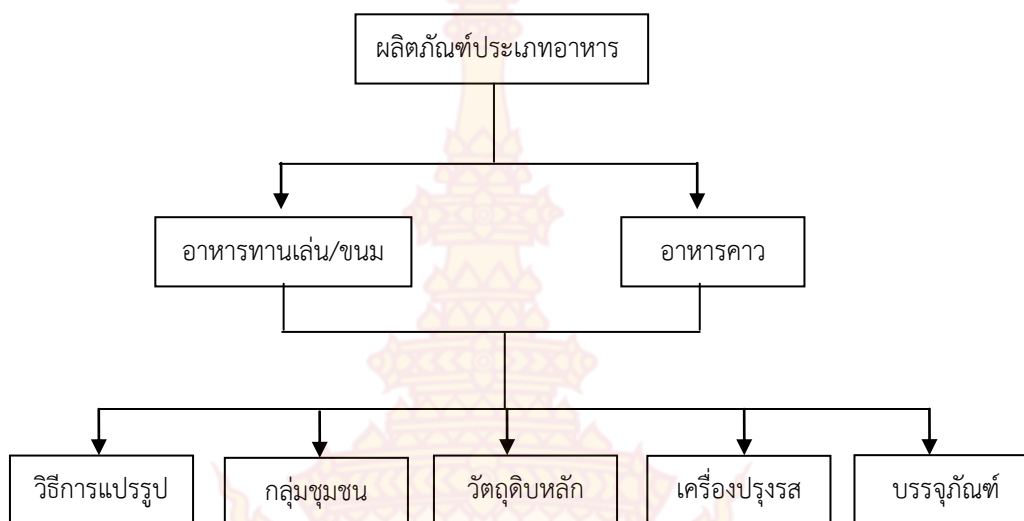 ผลิตภัณฑ์ประเภทอาหาร
อาหารทานเล่น/ขนม
อาหารคาว
วิธีการแปรรูป
กลุ่มชุมชน
วัตถุดิบหลัก
เครื่องปรุงรส
บรรจุภัณฑ์